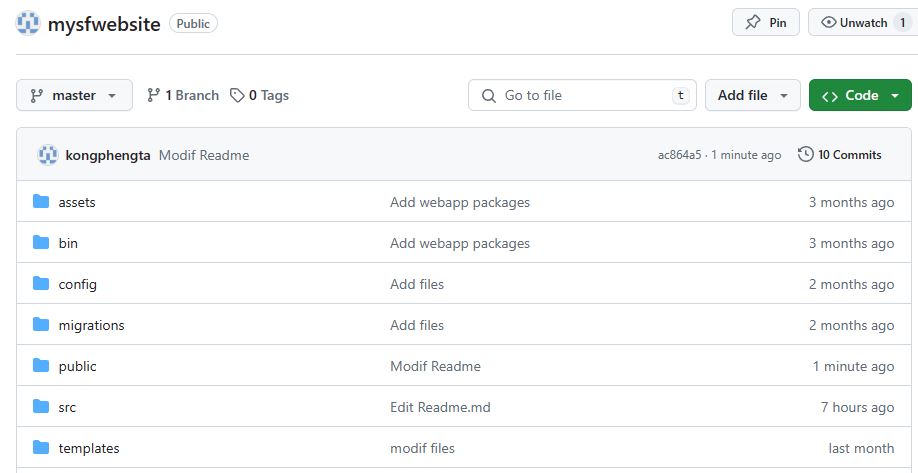 mysfwebsite Public Pin Unwatch 1
master 1 Branch 0 Tags Go to file t Add file Code
kongphengta Modif Readme ac864a5 · 1 minute ago 10 Commits
assets Add webapp packages 3 months ago
bin Add webapp packages 3 months ago
config Add files 2 months ago
migrations Add files 2 months ago
public Modif Readme 1 minute ago
src Edit Readme.md 7 hours ago
templates modif files last month